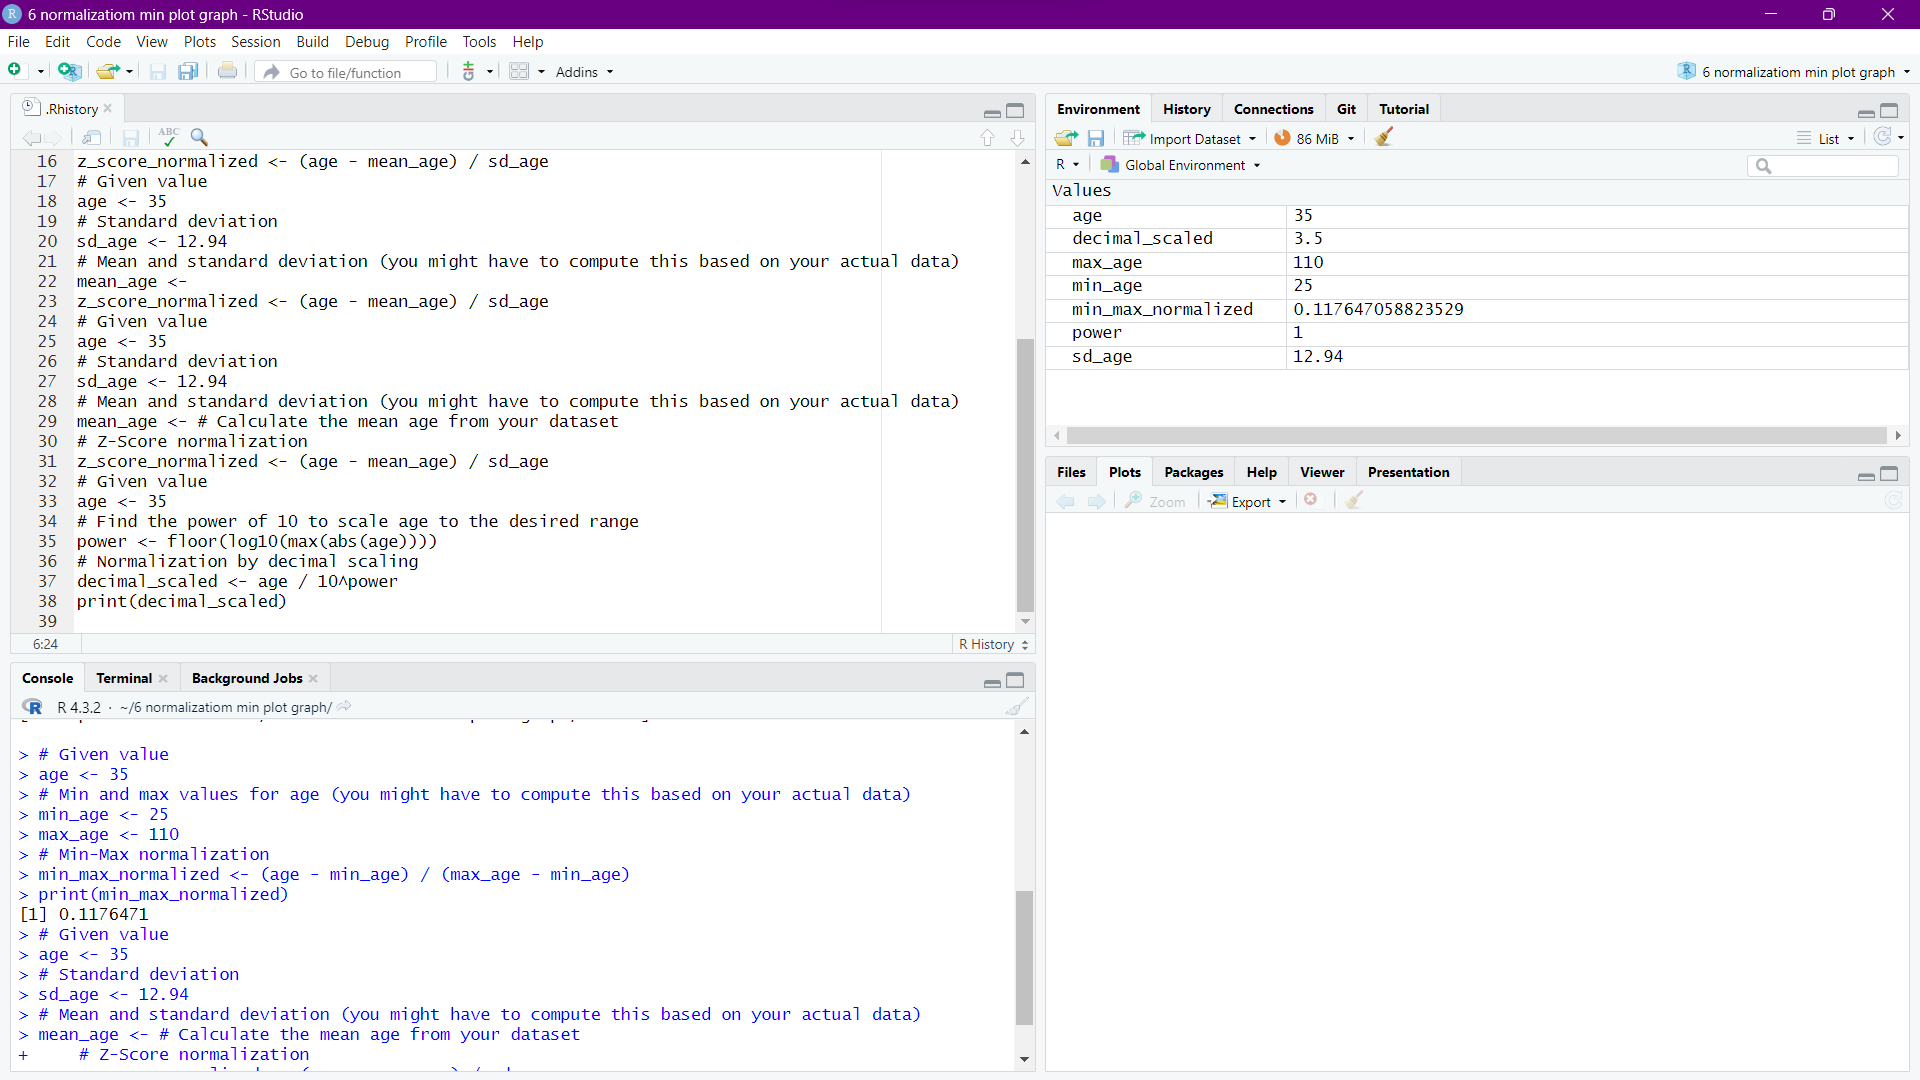 6 normalizatiom min plot graph - RStudio
File Edit Code View Plots Session Build Debug Profile Tools Help
Go to file/function Addins 6 normalizatiom min plot graph
.Rhistory
ABC
16 z_score_normalized <- (age - mean_age) / sd_age
17 # Given value
18 age <- 35
19 # Standard deviation
20 sd_age <- 12.94
21 # Mean and standard deviation (you might have to compute this based on your actual data)
22 mean_age <-
23 z_score_normalized <- (age - mean_age) / sd_age
24 # Given value
25 age <- 35
26 # Standard deviation
27 sd_age <- 12.94
28 # Mean and standard deviation (you might have to compute this based on your actual data)
29 mean_age <- # Calculate the mean age from your dataset
30 # Z-Score normalization
31 z_score_normalized <- (age - mean_age) / sd_age
32 # Given value
33 age <- 35
34 # Find the power of 10 to scale age to the desired range
35 power <- floor(log10(max(abs(age))))
36 # Normalization by decimal scaling
37 decimal_scaled <- age / 10^power
38 print(decimal_scaled)
39
6:24 R History
Console Terminal Background Jobs
R 4.3.2 · ~/6 normalizatiom min plot graph/
> # Given value
> age <- 35
> # Min and max values for age (you might have to compute this based on your actual data)
> min_age <- 25
> max_age <- 110
> # Min-Max normalization
> min_max_normalized <- (age - min_age) / (max_age - min_age)
> print(min_max_normalized)
[1] 0.1176471
> # Given value
> age <- 35
> # Standard deviation
> sd_age <- 12.94
> # Mean and standard deviation (you might have to compute this based on your actual data)
> mean_age <- # Calculate the mean age from your dataset
+ # Z-Score normalization
Environment History Connections Git Tutorial
Import Dataset 86 MiB List
R Global Environment
Values
age 35
decimal_scaled 3.5
max_age 110
min_age 25
min_max_normalized 0.117647058823529
power 1
sd_age 12.94
Files Plots Packages Help Viewer Presentation
Zoom Export